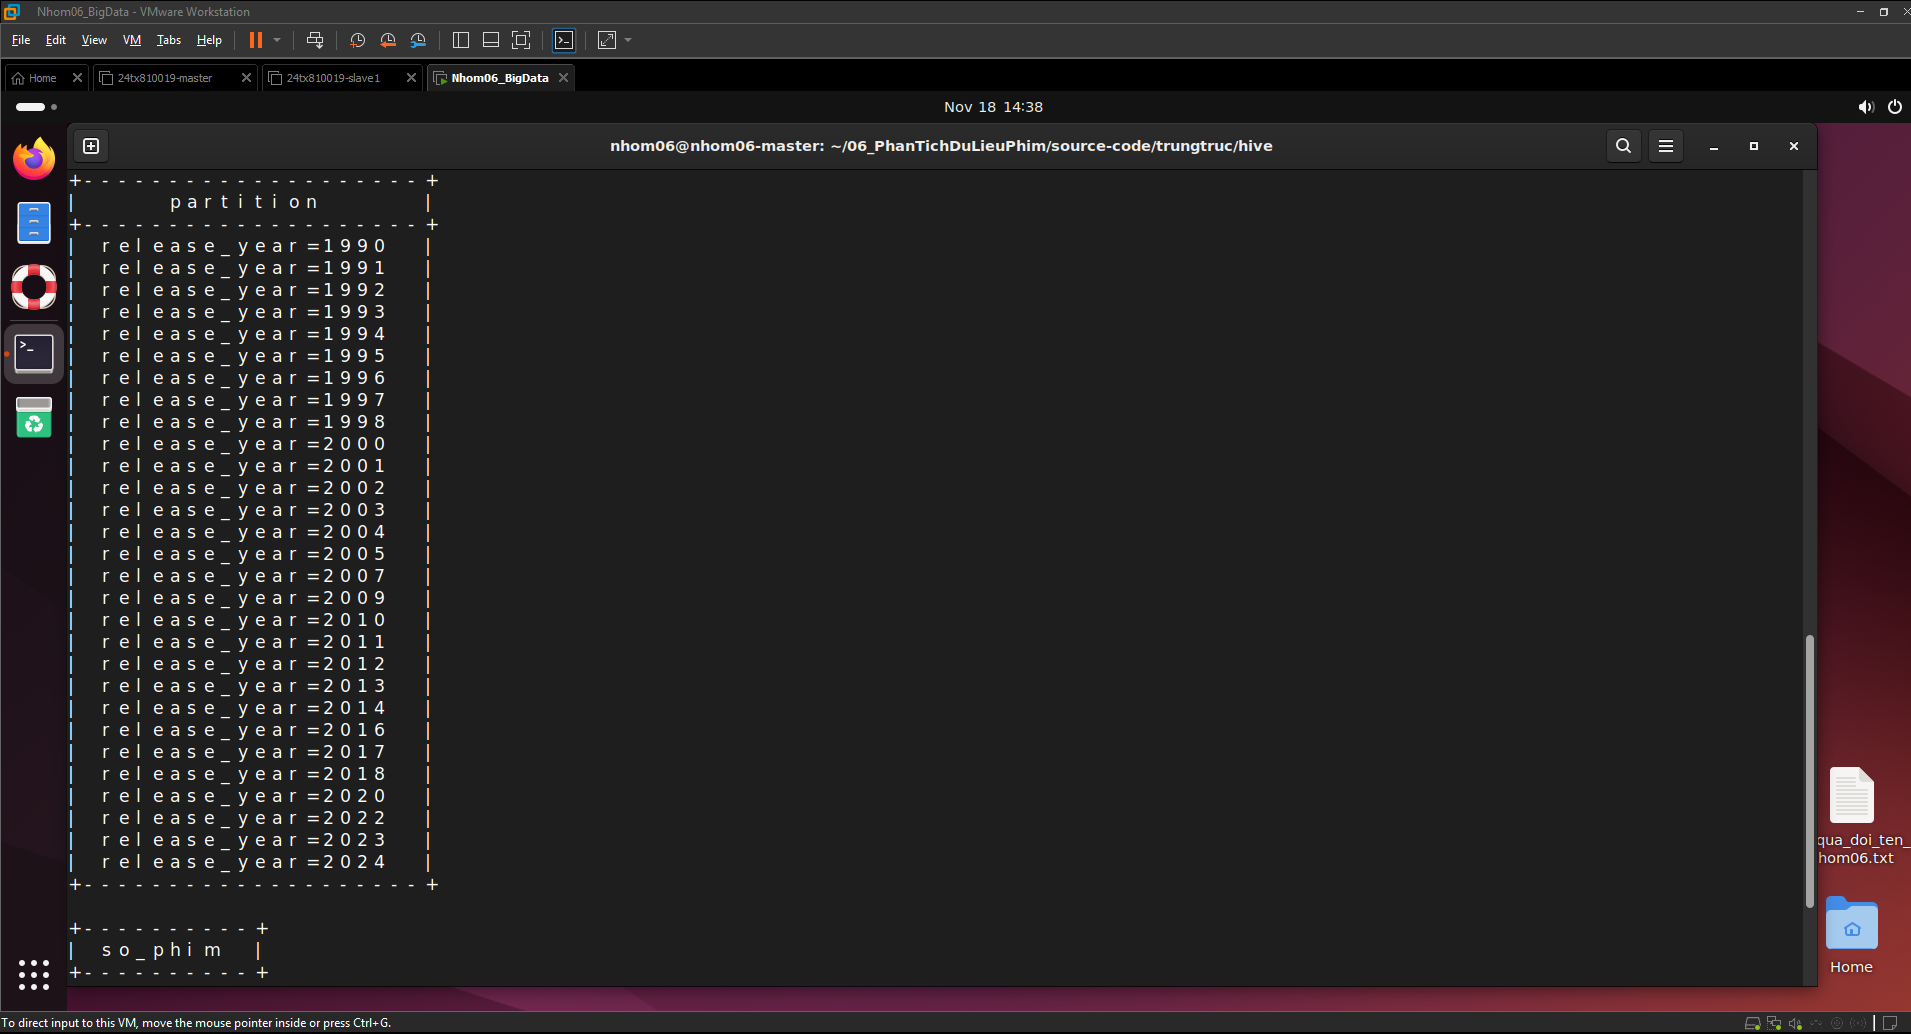 Nhom06_BigData - VMware Workstation
File Edit View VM Tabs Help
Home 24tx810019-master 24tx810019-slave1 Nhom06_BigData
Nov 18 14:38
nhom06@nhom06-master: ~/06_PhanTichDuLieuPhim/source-code/trungtruc/hive
+--------------------+
| partition |
+--------------------+
| release_year=1990 |
| release_year=1991 |
| release_year=1992 |
| release_year=1993 |
| release_year=1994 |
| release_year=1995 |
| release_year=1996 |
| release_year=1997 |
| release_year=1998 |
| release_year=2000 |
| release_year=2001 |
| release_year=2002 |
| release_year=2003 |
| release_year=2004 |
| release_year=2005 |
| release_year=2007 |
| release_year=2009 |
| release_year=2010 |
| release_year=2011 |
| release_year=2012 |
| release_year=2013 |
| release_year=2014 |
| release_year=2016 |
| release_year=2017 |
| release_year=2018 |
| release_year=2020 |
| release_year=2022 |
| release_year=2023 |
| release_year=2024 |
+--------------------+
+----------+
| so_phim |
+----------+
qua_doi_ten_
hom06.txt
Home
To direct input to this VM, move the mouse pointer inside or press Ctrl+G.